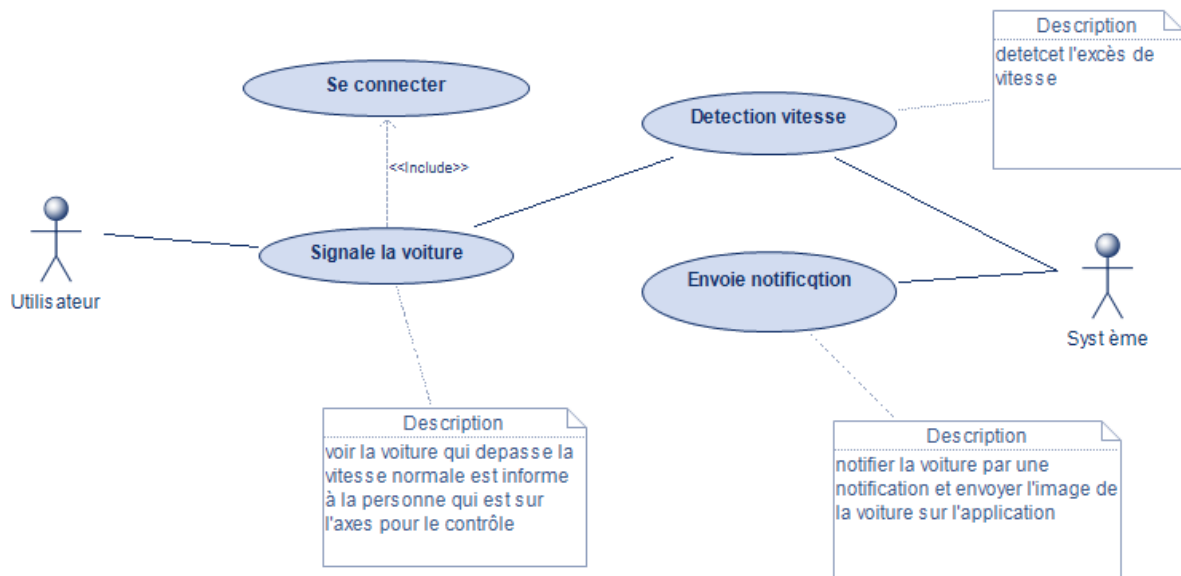 Description
detetcet l'excès de
vitesse
Se connecter
Detection vitesse
<<Include>>
Signale la voiture
Envoie notificqtion
Utilisateur
Syst ème
Description
voir la voiture qui depasse la
vitesse normale est informe
à la personne qui est sur
l'axes pour le contrôle
Description
notifier la voiture par une
notification et envoyer l'image de
la voiture sur l'application